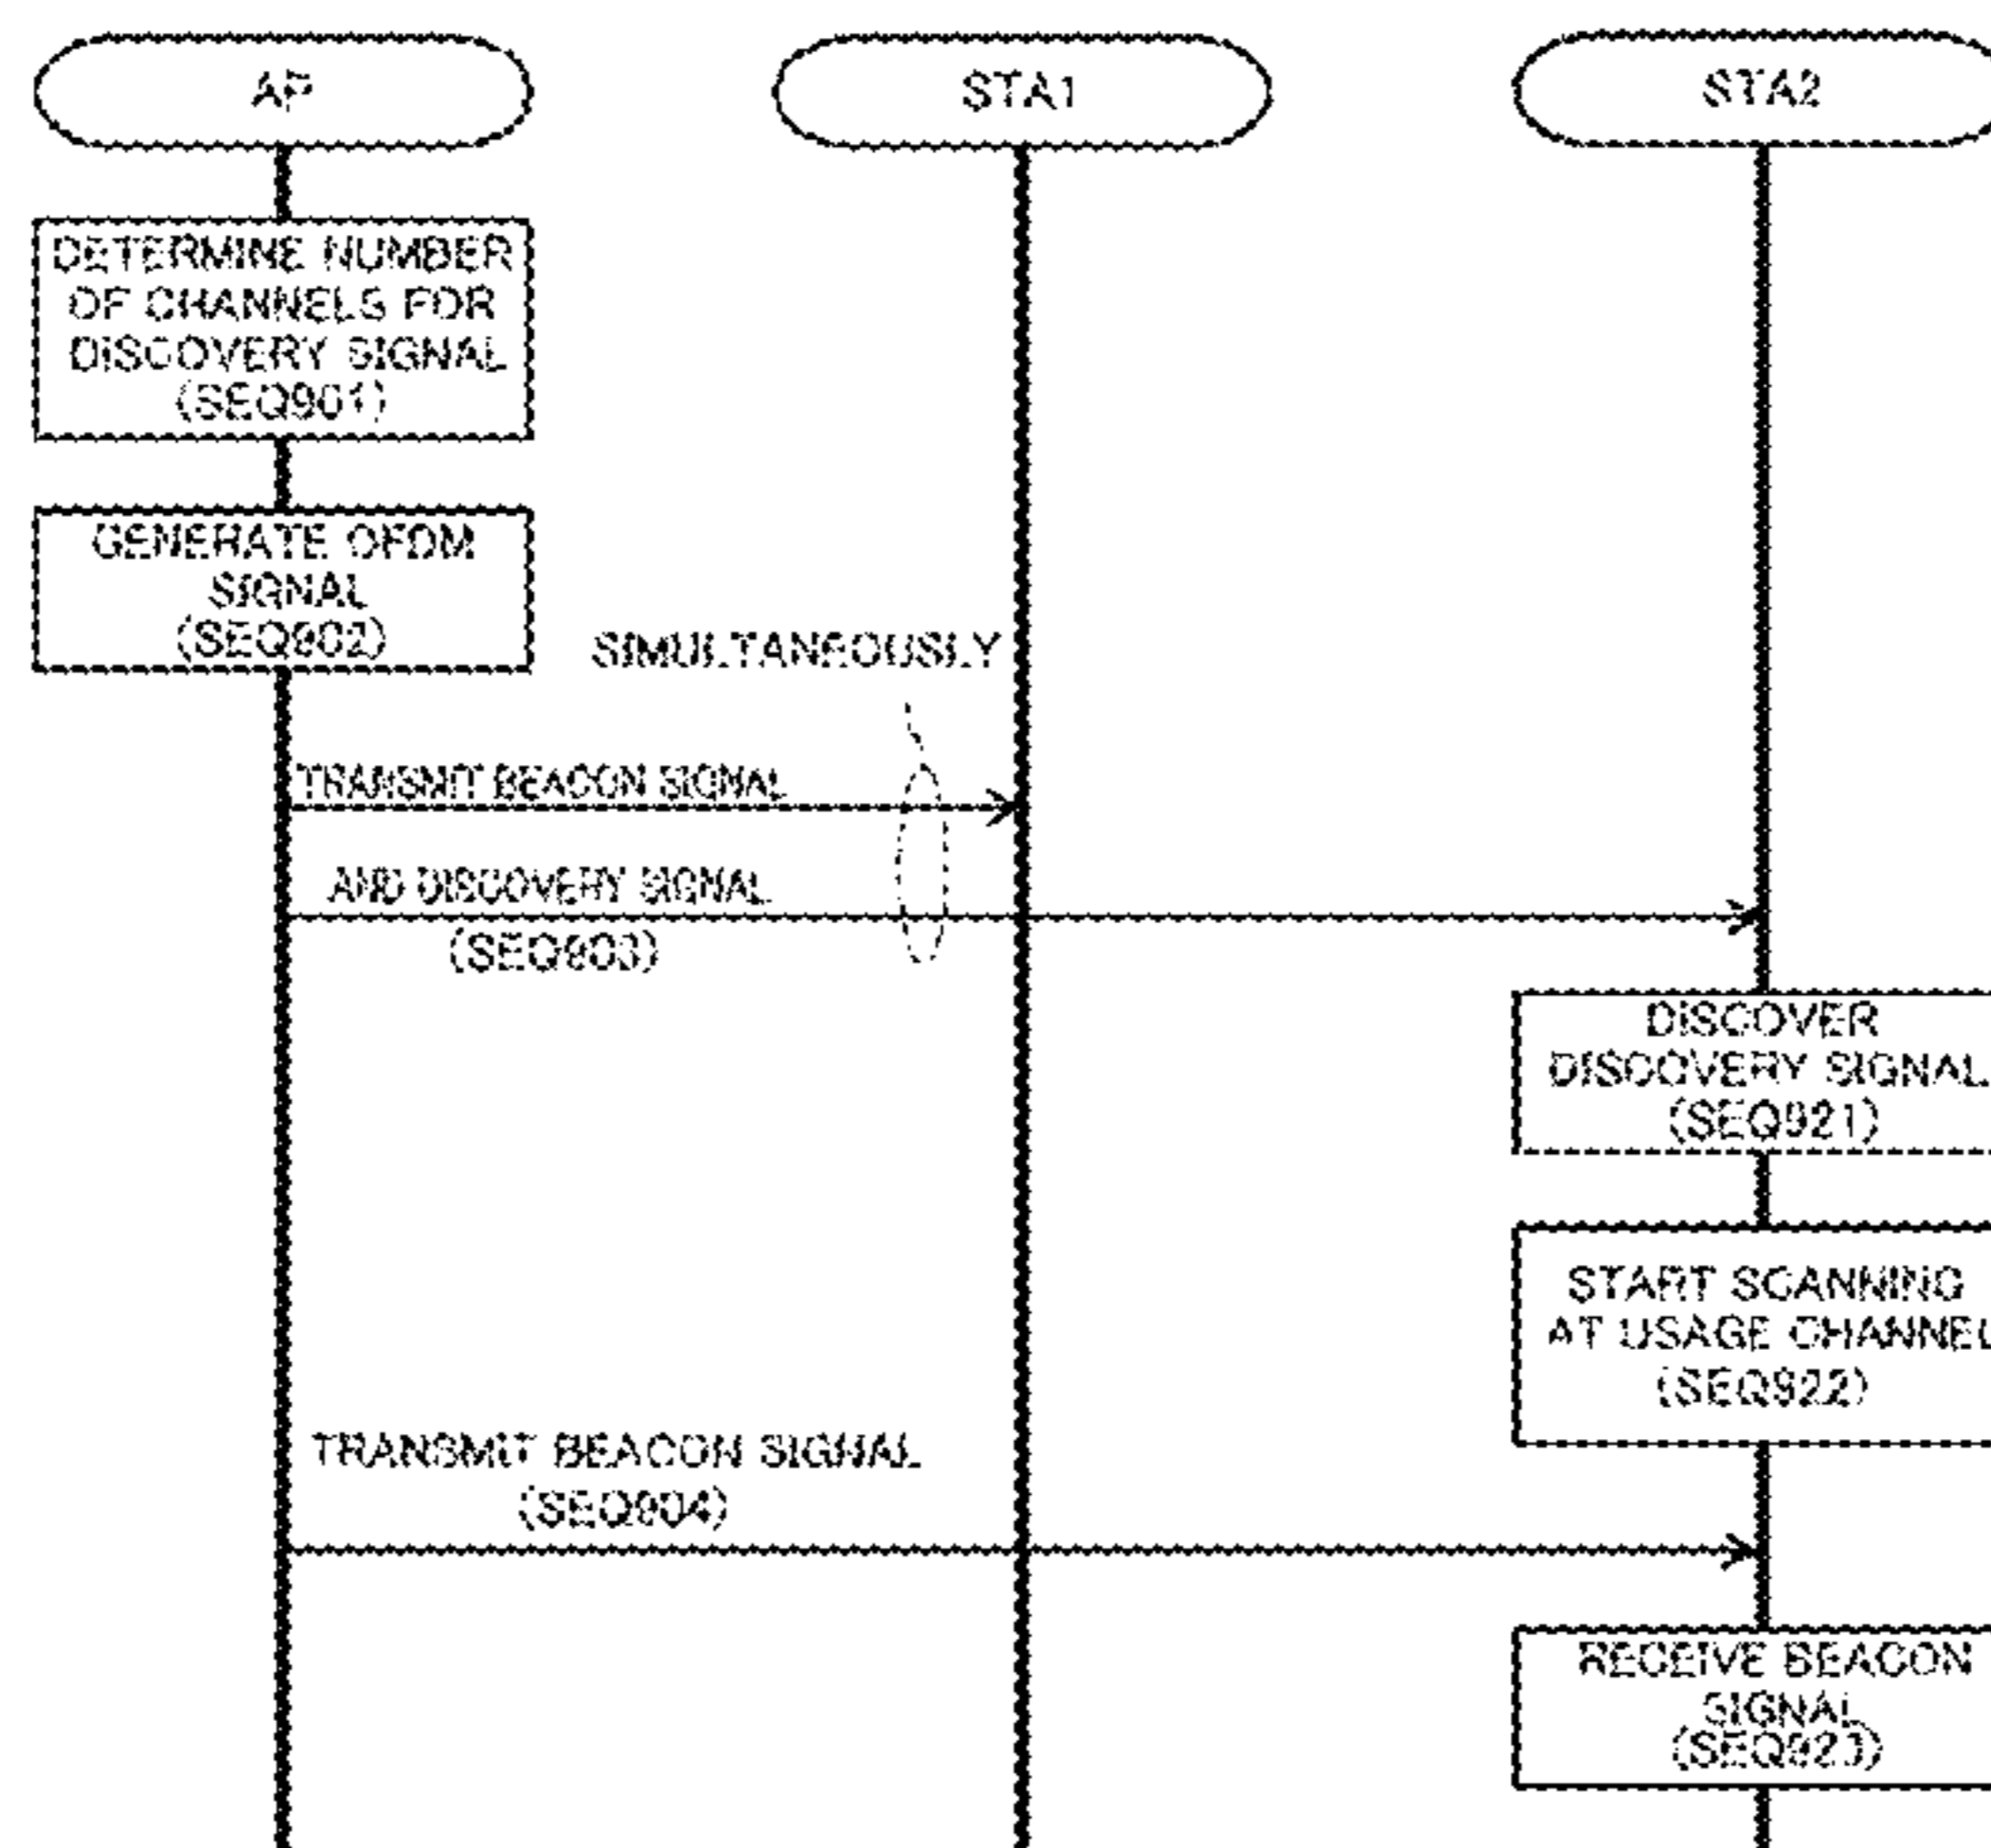 AP
STA1
STA2
DETERMINE NUMBER
OF CHANNELS FOR
DISCOVERY SIGNAL
(SEQ901)
GENERATE OFDM
SIGNAL
(SEQ902)
SIMULTANEOUSLY
TRANSMIT BEACON SIGNAL
AND DISCOVERY SIGNAL
(SEQ903)
DISCOVER
DISCOVERY SIGNAL
(SEQ921)
START SCANNING
AT USAGE CHANNEL
(SEQ922)
TRANSMIT BEACON SIGNAL
(SEQ904)
RECEIVE BEACON
SIGNAL
(SEQ923)